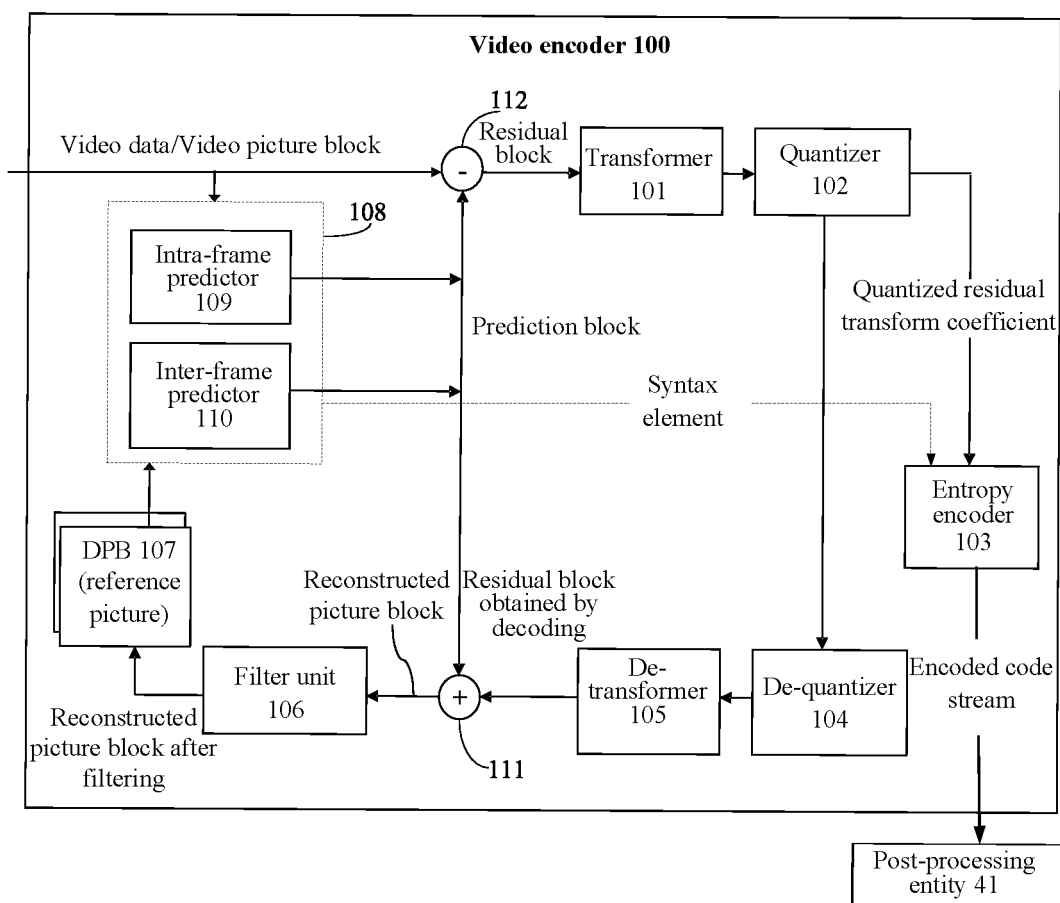 Video encoder 100
112
Video data/Video picture block
Residual
block
-
Transformer
101
Quantizer
102
108
Intra-frame
predictor
109
Prediction block
Quantized residual
transform coefficient
Inter-frame
predictor
110
Syntax
element
Entropy
encoder
103
DPB 107
(reference
picture)
Reconstructed
picture block
Residual block
obtained by
decoding
Filter unit
106
+
De-
transformer
105
De-quantizer
104
Encoded code
stream
Reconstructed
picture block after
filtering
111
Post-processing
entity 41